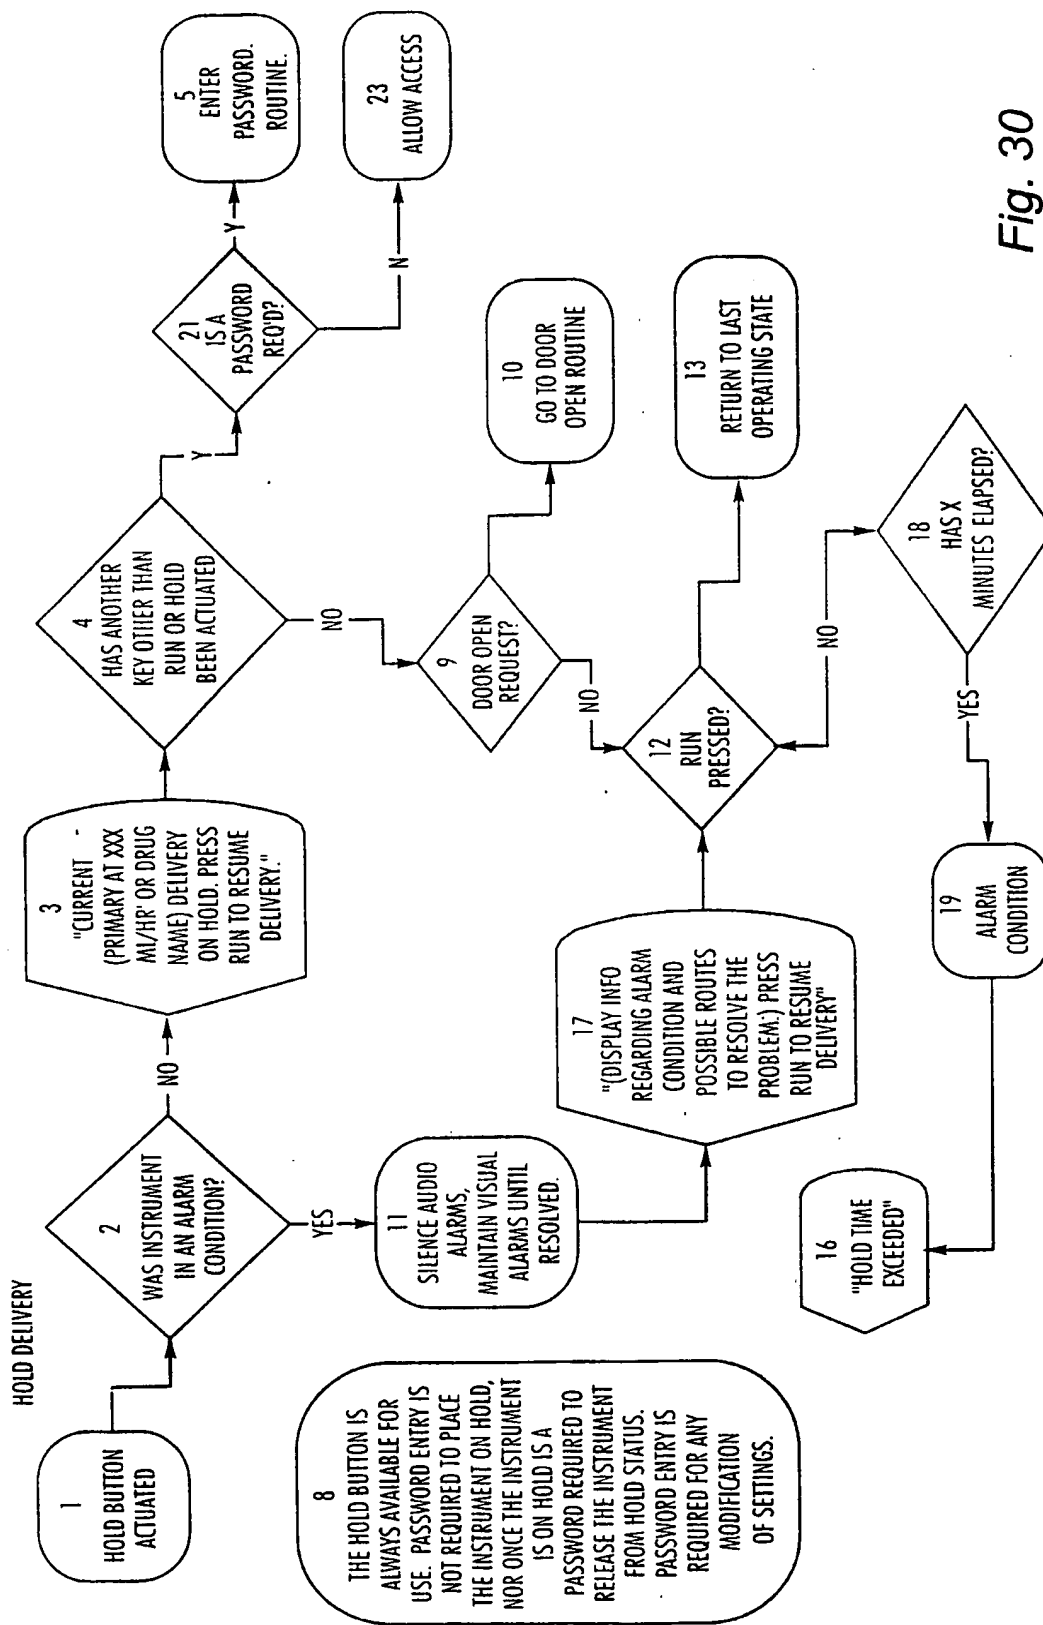 HOLD DELIVERY
1
HOLD BUTTON
ACTUATED
2
WAS INSTRUMENT
IN AN ALARM
CONDITION?
NO
YES
3
"CURRENT
(PRIMARY AT XXX
Ml/HR' OR DRUG
NAME) DELIVERY
ON HOLD. PRESS
RUN TO RESUME
DELIVERY."
4
HAS ANOTHER
KEY OTHER THAN
RUN OR HOLD
BEEN ACTUATED
Y
NO
21
IS A
PASSWORD
REQ'D?
Y
N
5
ENTER
PASSWORD.
ROUTINE.
23
ALLOW ACCESS
9
DOOR OPEN
REQUEST?
NO
10
GO TO DOOR
OPEN ROUTINE
11
SILENCE AUDIO
ALARMS,
MAINTAIN VISUAL
ALARMS UNTIL
RESOLVED.
17
"(DISPLAY INFO
REGARDING ALARM
CONDITION AND
POSSIBLE ROUTES
TO RESOLVE THE
PROBLEM.) PRESS
RUN TO RESUME
DELIVERY"
12
RUN
PRESSED?
NO
13
RETURN TO LAST
OPERATING STATE
18
HAS X
MINUTES ELAPSED?
YES
19
ALARM
CONDITION
16
"HOLD TIME
EXCEEDED"
8
THE HOLD BUTTON IS
ALWAYS AVAILABLE FOR
USE. PASSWORD ENTRY IS
NOT REQUIRED TO PLACE
THE INSTRUMENT ON HOLD,
NOR ONCE THE INSTRUMENT
IS ON HOLD IS A
PASSWORD REQUIRED TO
RELEASE THE INSTRUMENT
FROM HOLD STATUS.
PASSWORD ENTRY IS
REQUIRED FOR ANY
MODIFICATION
OF SETTINGS.
Fig. 30